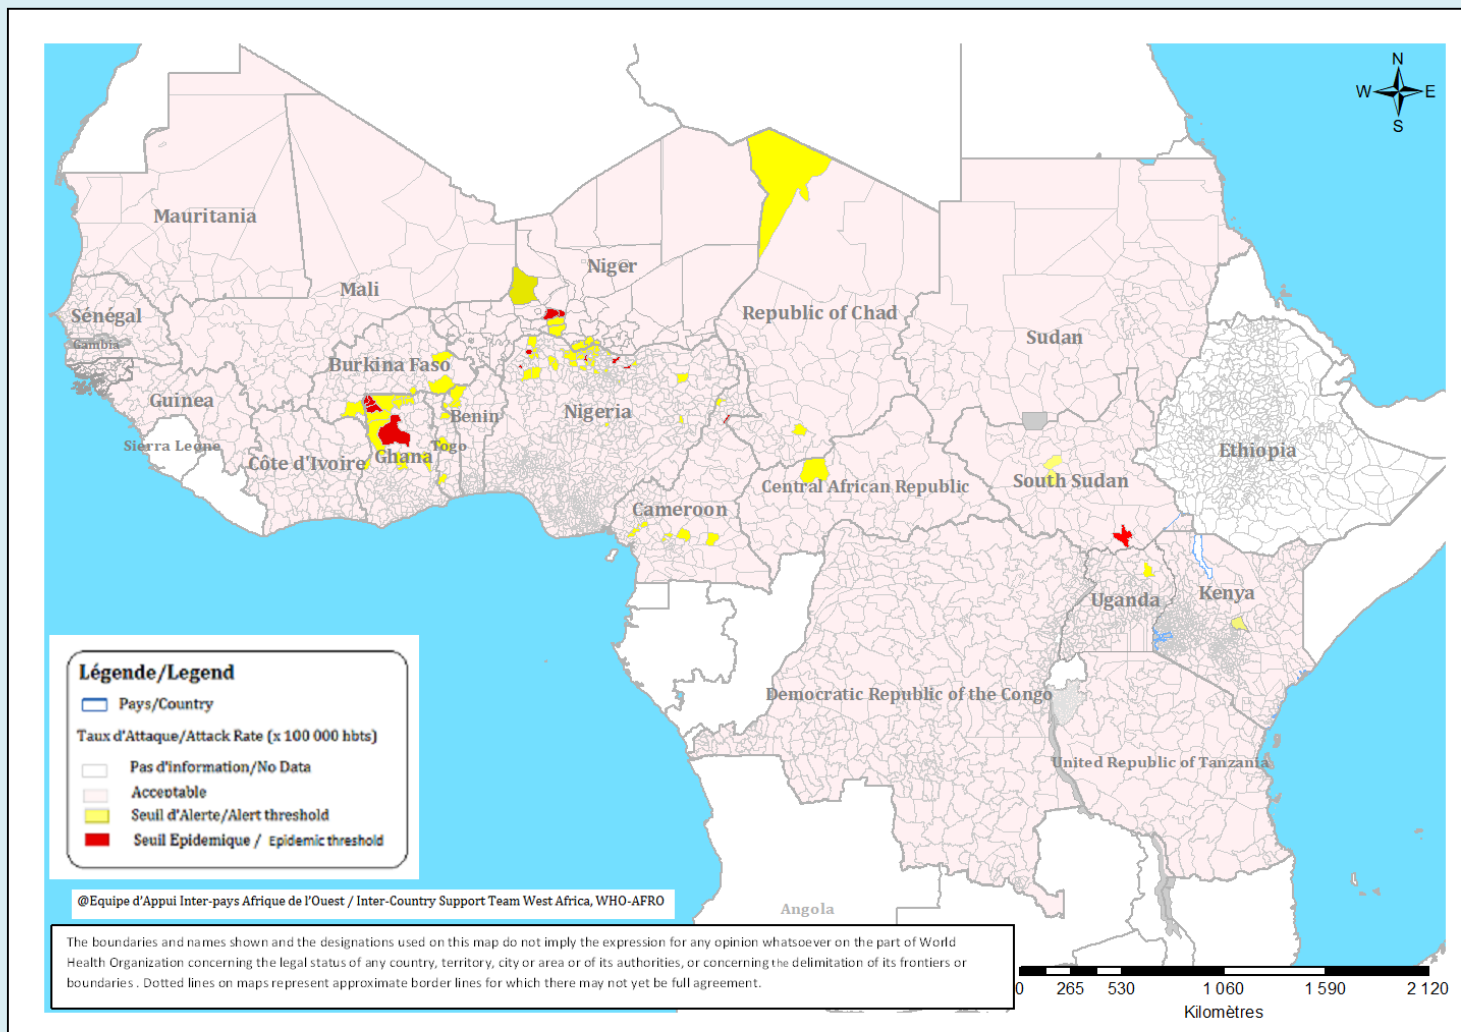 N
W E
S
Mauritania
Mali
Niger
Sénégal
Gambia
Republic of Chad
Sudan
Burkina Faso
Guinea
Benin
Nigeria
Sierra Leone
Togo
Côte d'Ivoire
Ghana
Ethiopia
South Sudan
Central African Republic
Cameroon
Uganda
Kenya
Democratic Republic of the Congo
United Republic of Tanzania
Angola
Légende/Legend
Pays/Country
Taux d'Attaque/Attack Rate (x 100 000 hbts)
Pas d'information/No Data
Acceptable
Seuil d'Alerte/Alert threshold
Seuil Epidemique / Epidemic threshold
@Equipe d'Appui Inter-pays Afrique de l'Ouest / Inter-Country Support Team West Africa, WHO-AFRO
The boundaries and names shown and the designations used on this map do not imply the expression for any opinion whatsoever on the part of World
Health Organization concerning the legal status of any country, territory, city or area or of its authorities, or concerning the delimitation of its frontiers or
boundaries . Dotted lines on maps represent approximate border lines for which there may not yet be full agreement.
0 265 530 1 060 1 590 2 120
Kilomètres